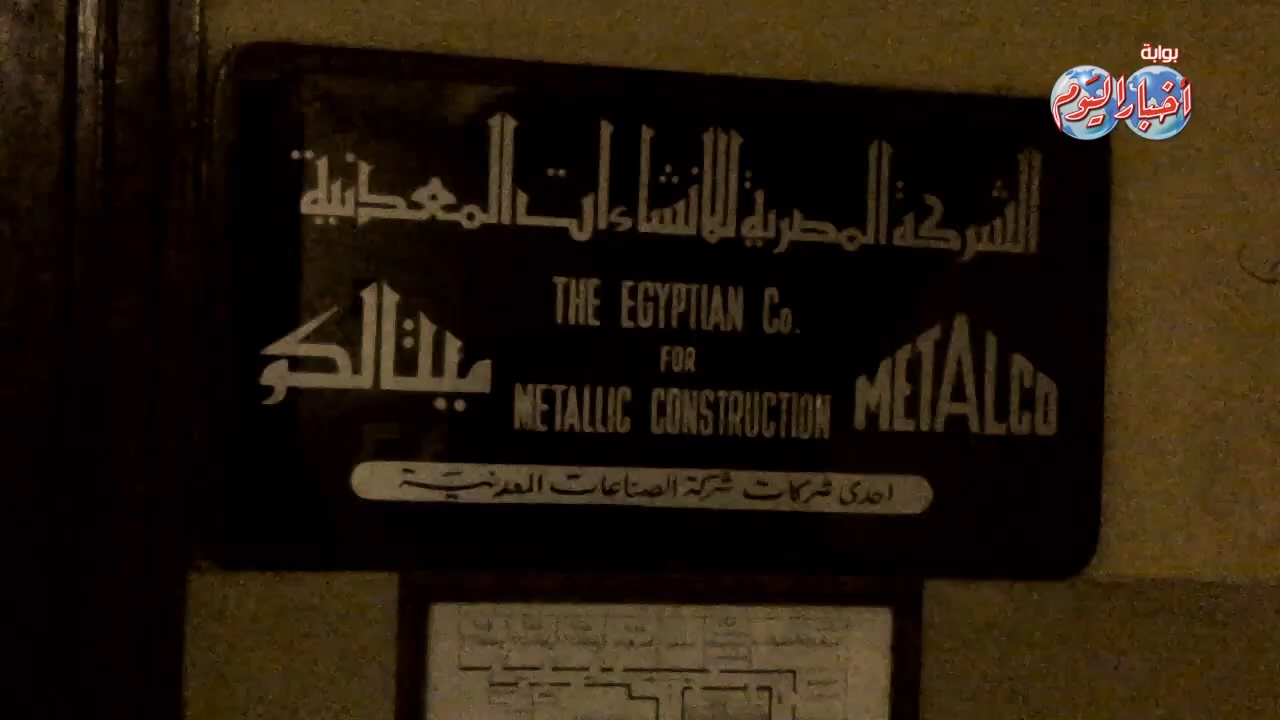 بوابة
أخبار اليوم
الشركة المصرية للانشاءات المعدنية
THE EGYPTIAN Co.
FOR
METALLIC CONSTRUCTION
ميتالكو
METALCO
احدى شركات شركة الصناعات المعدنية